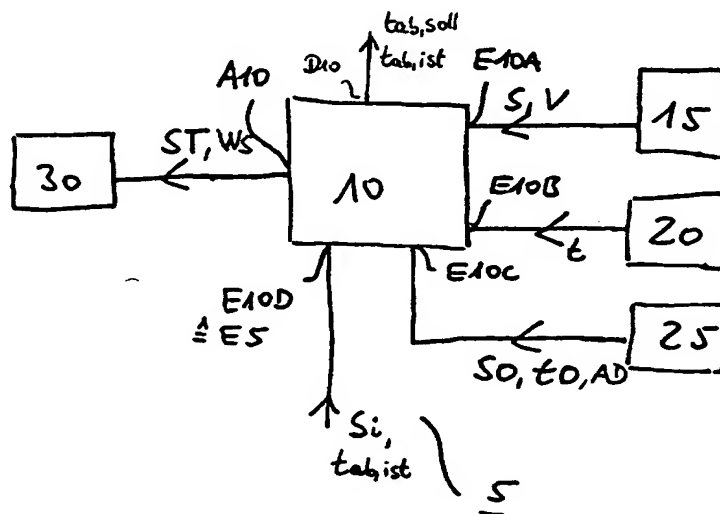 tab,soll
tab,ist
D10
E10A
A10
S, V
15
ST, WS
30
10
E10B
20
t
E10C
E10D
≙ E5
25
S0, t0, AD
Si,
tab,ist
5